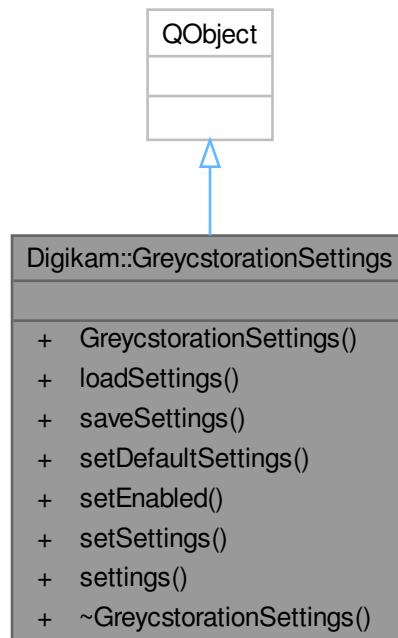 QObject
Digikam::GreycstorationSettings
+ GreycstorationSettings()
+ loadSettings()
+ saveSettings()
+ setDefaultSettings()
+ setEnabled()
+ setSettings()
+ settings()
+ ~GreycstorationSettings()